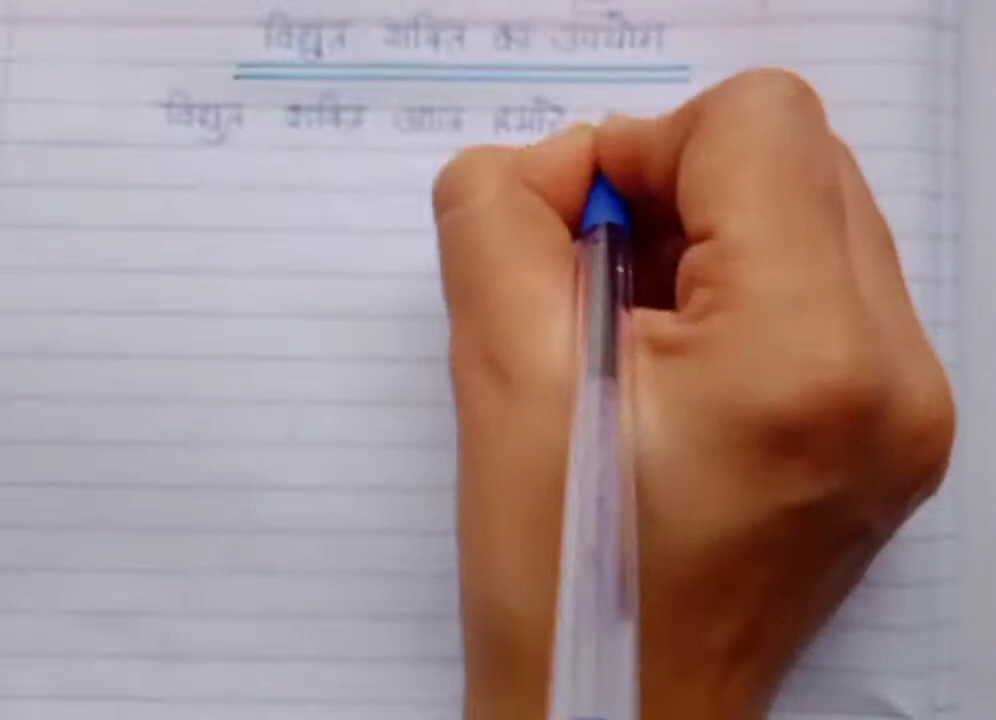 विद्युत शक्ति का उपयोग
विद्युत शक्ति आज हमारे